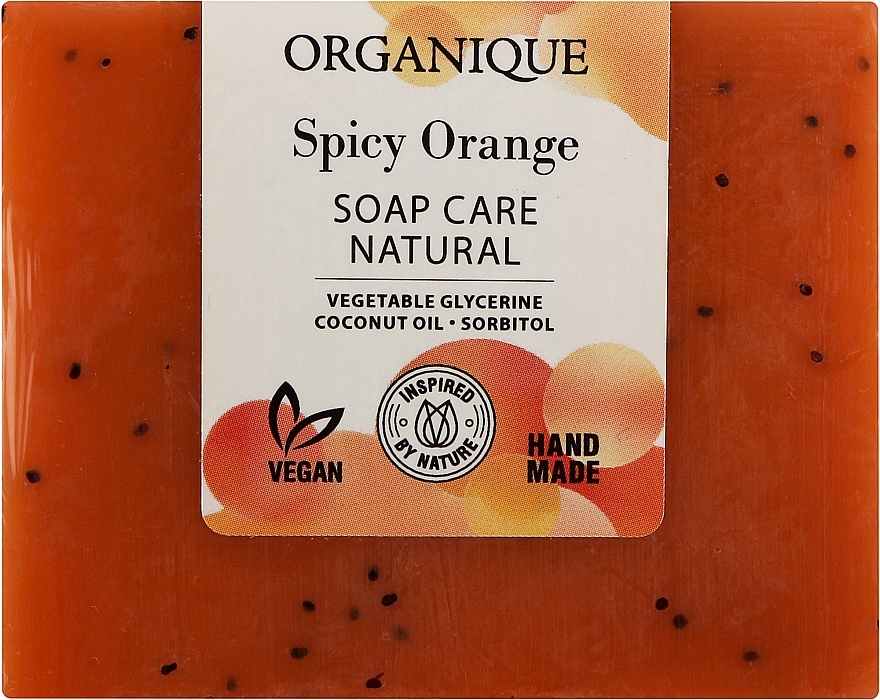 ORGANIQUE
Spicy Orange
SOAP CARE
NATURAL
VEGETABLE GLYCERINE
COCONUT OIL • SORBITOL
INSPIRED
BY NATURE
VEGAN
HAND
MADE